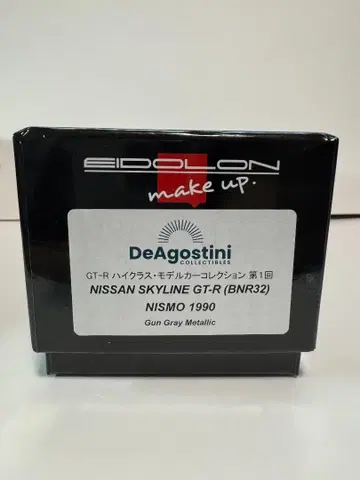 EIDOLON
make up.
DeAgostini
COLLECTIBLES
GT-R ハイクラス・モデルカーコレクション 第1回
NISSAN SKYLINE GT-R (BNR32)
NISMO 1990
Gun Gray Metallic